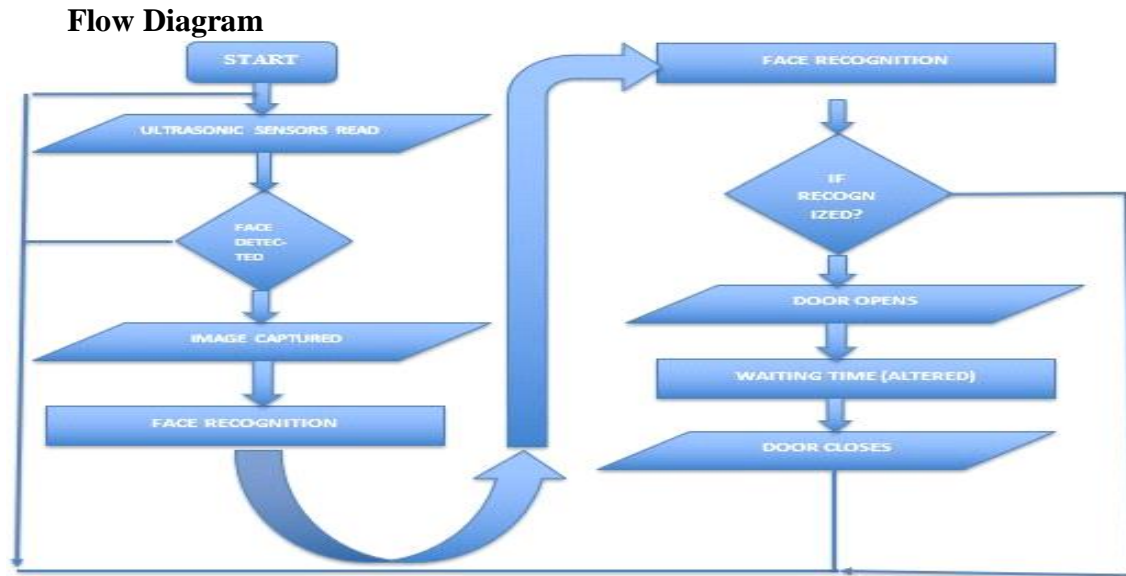 Flow Diagram
START
ULTRASONIC SENSORS READ
FACE
DETEC-
TED
IMAGE CAPTURED
FACE RECOGNITION
FACE RECOGNITION
IF
RECOGN
IZED?
DOOR OPENS
WAITING TIME (ALTERED)
DOOR CLOSES